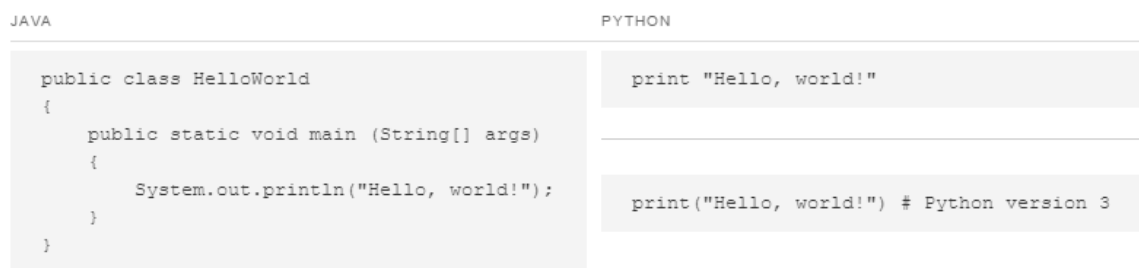 JAVA
public class HelloWorld
{
    public static void main (String[] args)
    {
        System.out.println("Hello, world!");
    }
}
PYTHON
print "Hello, world!"
print("Hello, world!") # Python version 3